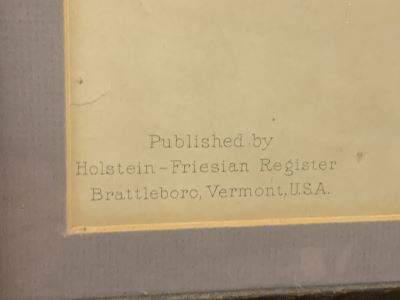 Published by
Holstein-Friesian Register
Brattleboro, Vermont, U.S.A.